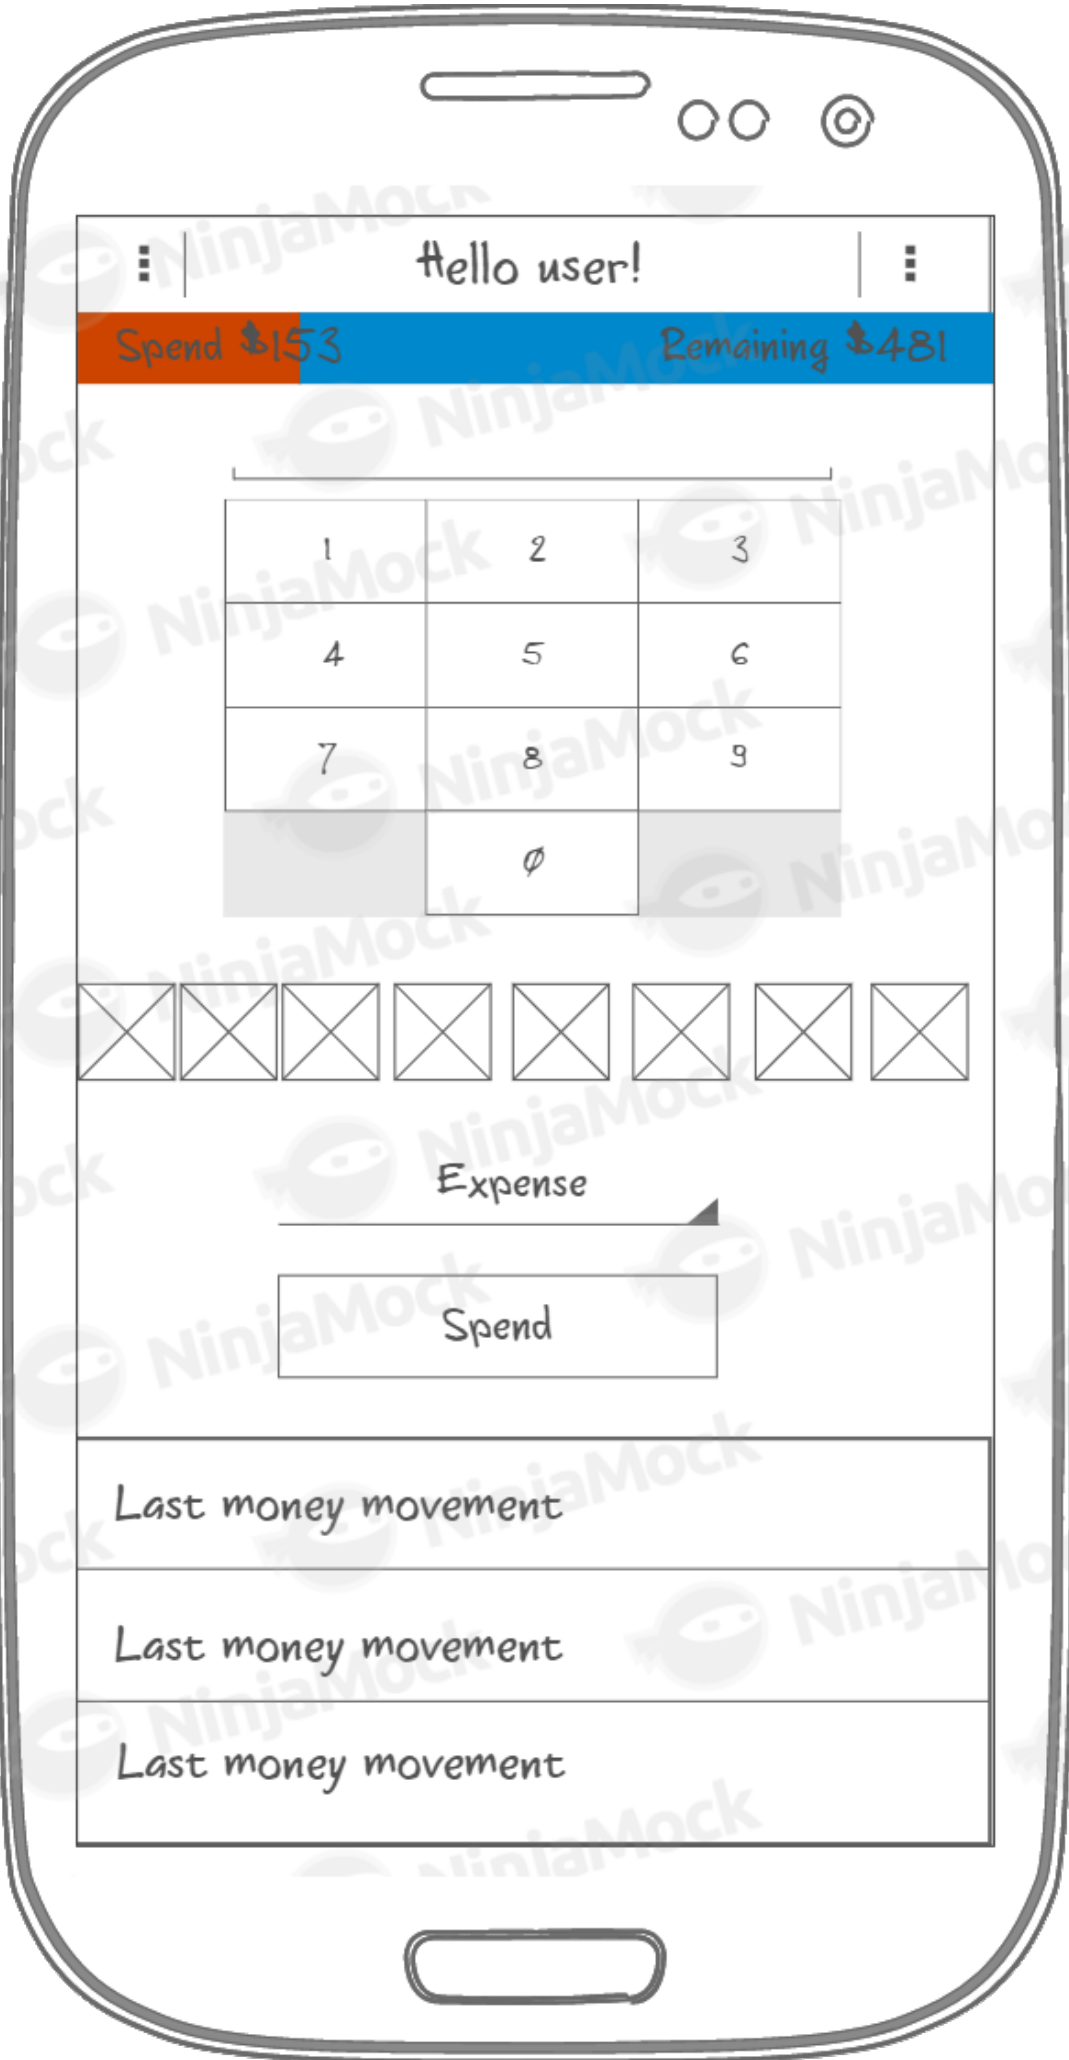 Hello user!
Spend $153 Remaining $481
1 2 3
4 5 6
7 8 9
0
Expense
Spend
Last money movement
Last money movement
Last money movement
NinjaMock